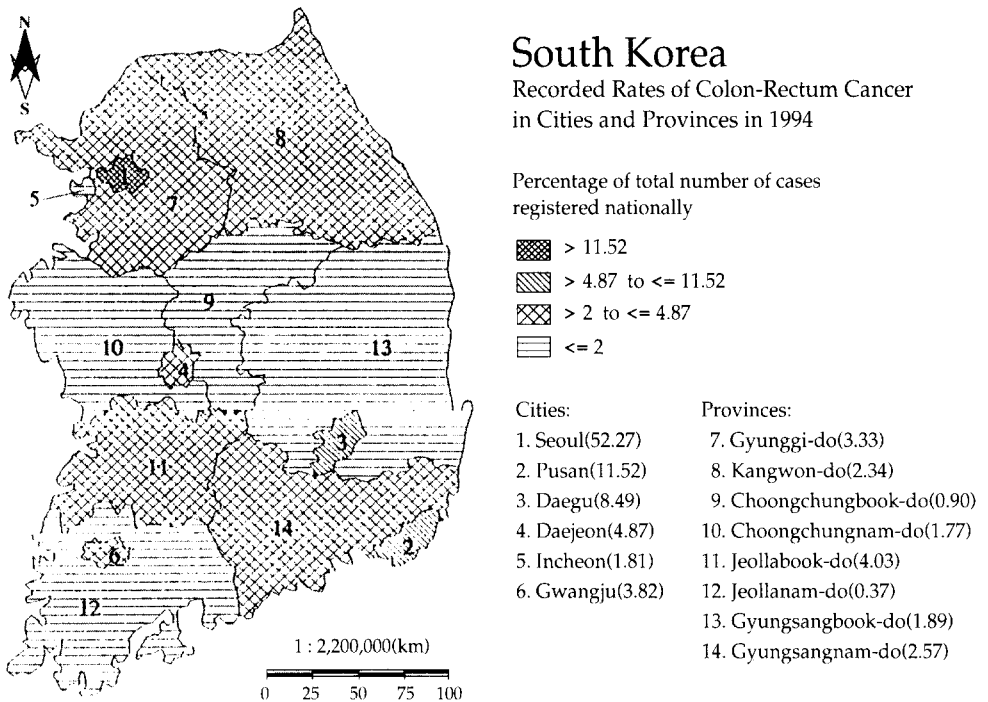 N
S
South Korea
Recorded Rates of Colon-Rectum Cancer
in Cities and Provinces in 1994
Percentage of total number of cases
registered nationally
> 11.52
> 4.87 to <= 11.52
> 2 to <= 4.87
<= 2
Cities:
1. Seoul(52.27)
2. Pusan(11.52)
3. Daegu(8.49)
4. Daejeon(4.87)
5. Incheon(1.81)
6. Gwangju(3.82)
Provinces:
7. Gyunggi-do(3.33)
8. Kangwon-do(2.34)
9. Choongchungbook-do(0.90)
10. Choongchungnam-do(1.77)
11. Jeollabook-do(4.03)
12. Jeollanam-do(0.37)
13. Gyungsangbook-do(1.89)
14. Gyungsangnam-do(2.57)
8
1
5
7
9
10
13
4
3
11
14
2
6
12
1 : 2,200,000(km)
0 25 50 75 100